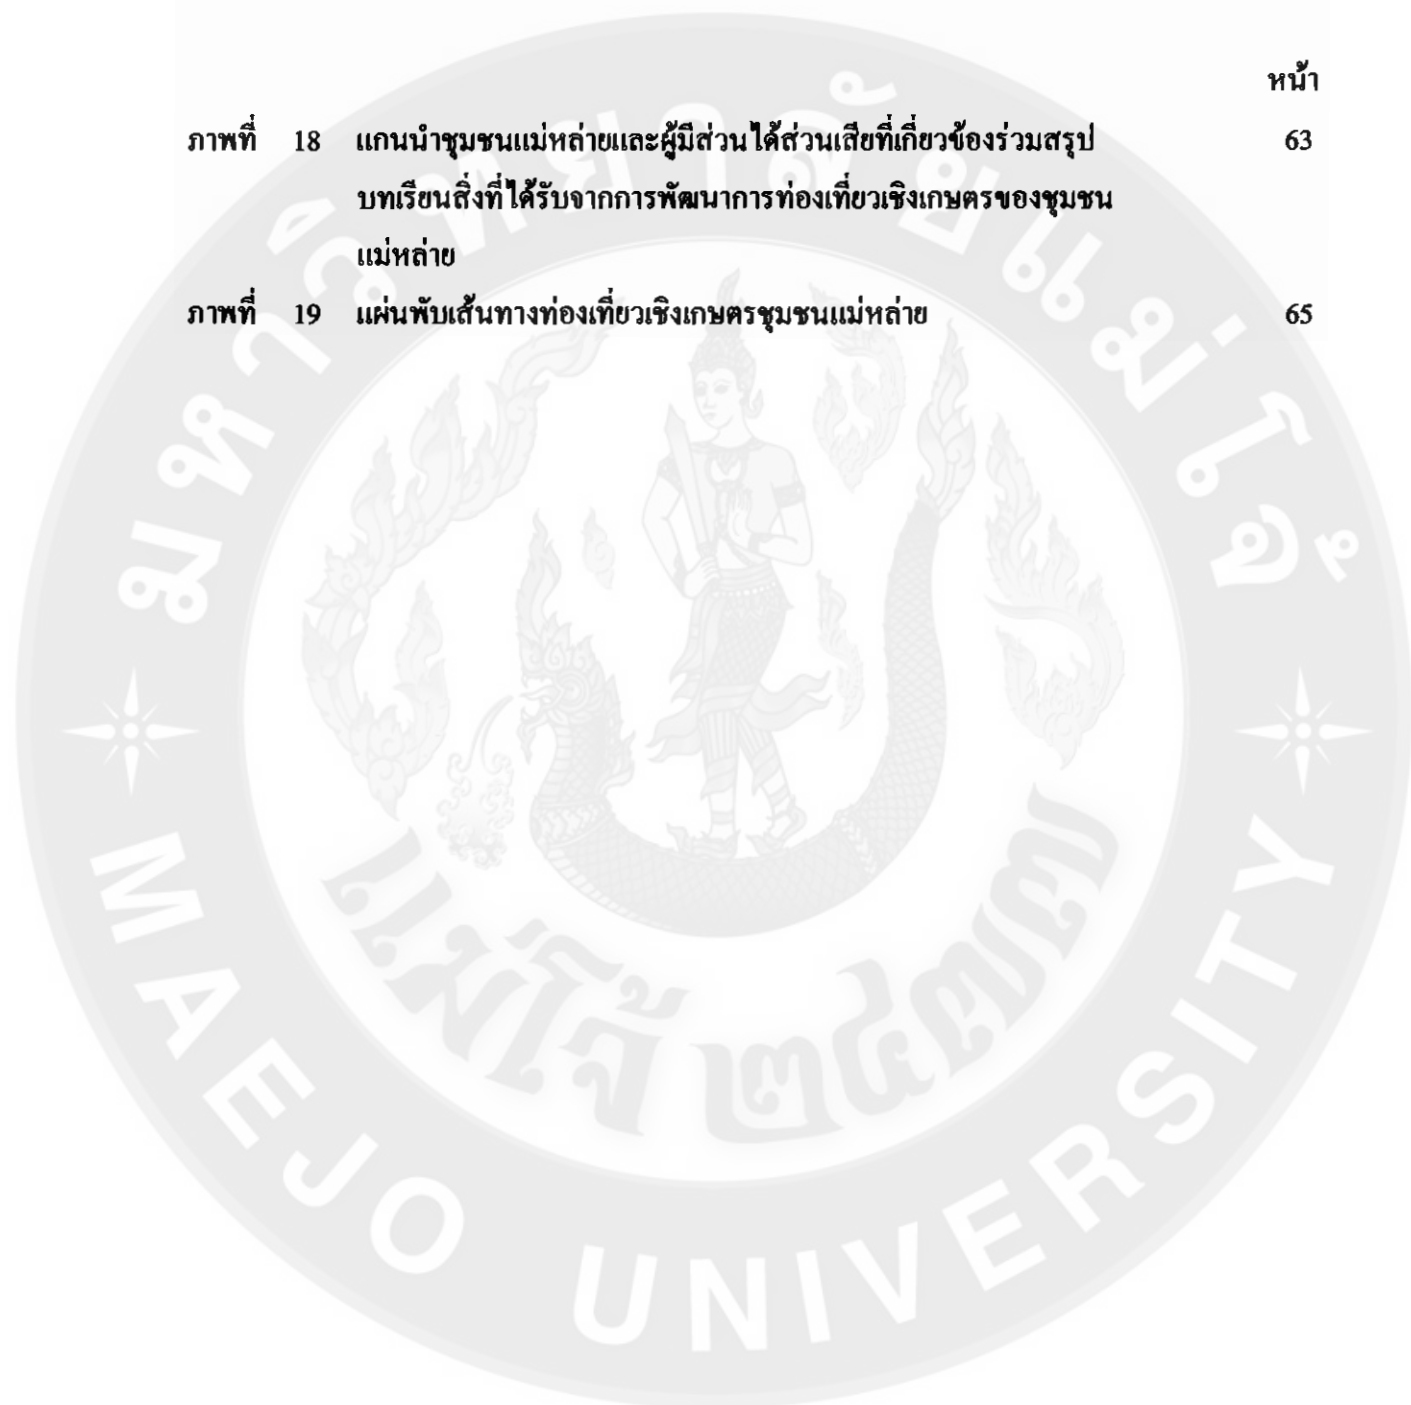 หน้า
ภาพที่ 18 แกนนำชุมชนแม่หล่ายและผู้มีส่วนได้ส่วนเสียที่เกี่ยวข้องร่วมสรุป 63
บทเรียนสิ่งที่ได้รับจากการพัฒนาการท่องเที่ยวเชิงเกษตรของชุมชน
แม่หล่าย
ภาพที่ 19 แผ่นพับเส้นทางท่องเที่ยวเชิงเกษตรชุมชนแม่หล่าย 65
มหาวิทยาลัยแม่โจ้
แม่โจ้ ๒๔๗๗
MAEJO UNIVERSITY